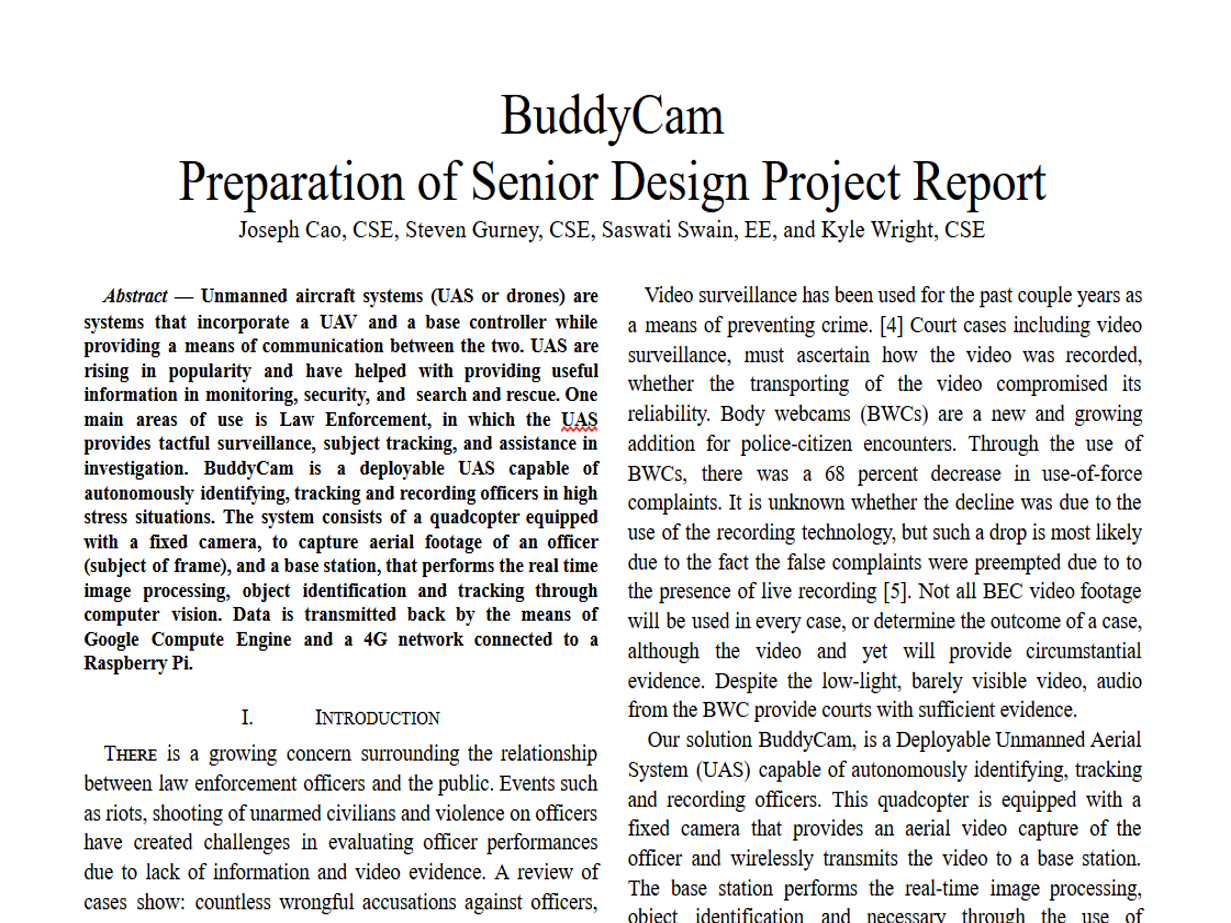 BuddyCam
Preparation of Senior Design Project Report
Joseph Cao, CSE, Steven Gurney, CSE, Saswati Swain, EE, and Kyle Wright, CSE
Abstract — Unmanned aircraft systems (UAS or drones) are
systems that incorporate a UAV and a base controller while
providing a means of communication between the two. UAS are
rising in popularity and have helped with providing useful
information in monitoring, security, and search and rescue. One
main areas of use is Law Enforcement, in which the UAS
provides tactful surveillance, subject tracking, and assistance in
investigation. BuddyCam is a deployable UAS capable of
autonomously identifying, tracking and recording officers in high
stress situations. The system consists of a quadcopter equipped
with a fixed camera, to capture aerial footage of an officer
(subject of frame), and a base station, that performs the real time
image processing, object identification and tracking through
computer vision. Data is transmitted back by the means of
Google Compute Engine and a 4G network connected to a
Raspberry Pi.
I. INTRODUCTION
THERE is a growing concern surrounding the relationship
between law enforcement officers and the public. Events such
as riots, shooting of unarmed civilians and violence on officers
have created challenges in evaluating officer performances
due to lack of information and video evidence. A review of
cases show: countless wrongful accusations against officers,
Video surveillance has been used for the past couple years as
a means of preventing crime. [4] Court cases including video
surveillance, must ascertain how the video was recorded,
whether the transporting of the video compromised its
reliability. Body webcams (BWCs) are a new and growing
addition for police-citizen encounters. Through the use of
BWCs, there was a 68 percent decrease in use-of-force
complaints. It is unknown whether the decline was due to the
use of the recording technology, but such a drop is most likely
due to the fact the false complaints were preempted due to to
the presence of live recording [5]. Not all BEC video footage
will be used in every case, or determine the outcome of a case,
although the video and yet will provide circumstantial
evidence. Despite the low-light, barely visible video, audio
from the BWC provide courts with sufficient evidence.
Our solution BuddyCam, is a Deployable Unmanned Aerial
System (UAS) capable of autonomously identifying, tracking
and recording officers. This quadcopter is equipped with a
fixed camera that provides an aerial video capture of the
officer and wirelessly transmits the video to a base station.
The base station performs the real-time image processing,
object identification and necessary through the use of